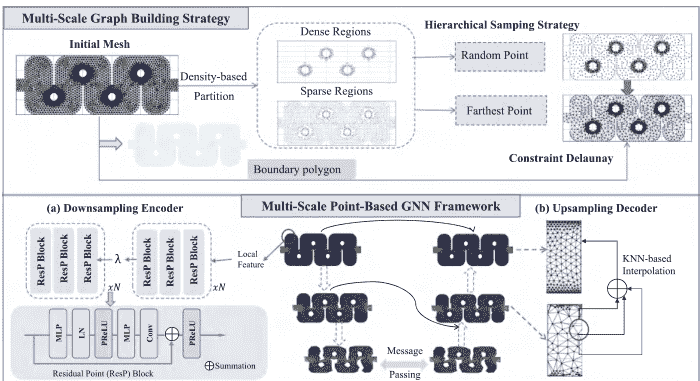 Multi-Scale Graph Building Strategy
Initial Mesh
Density-based
Partition
Dense Regions
Sparse Regions
Hierarchical Samping Strategy
Random Point
Farthest Point
Constraint Delaunay
Boundary polygon
Multi-Scale Point-Based GNN Framework
(a) Downsampling Encoder
ResP Block
ResP Block
ResP Block
λ
ResP Block
ResP Block
ResP Block
xN
xN
Local
Feature
MLP
LN
PReLU
MLP
Conv
PReLU
Summation
Residual Point (ResP) Block
Message
Passing
(b) Upsampling Decoder
KNN-based
Interpolation